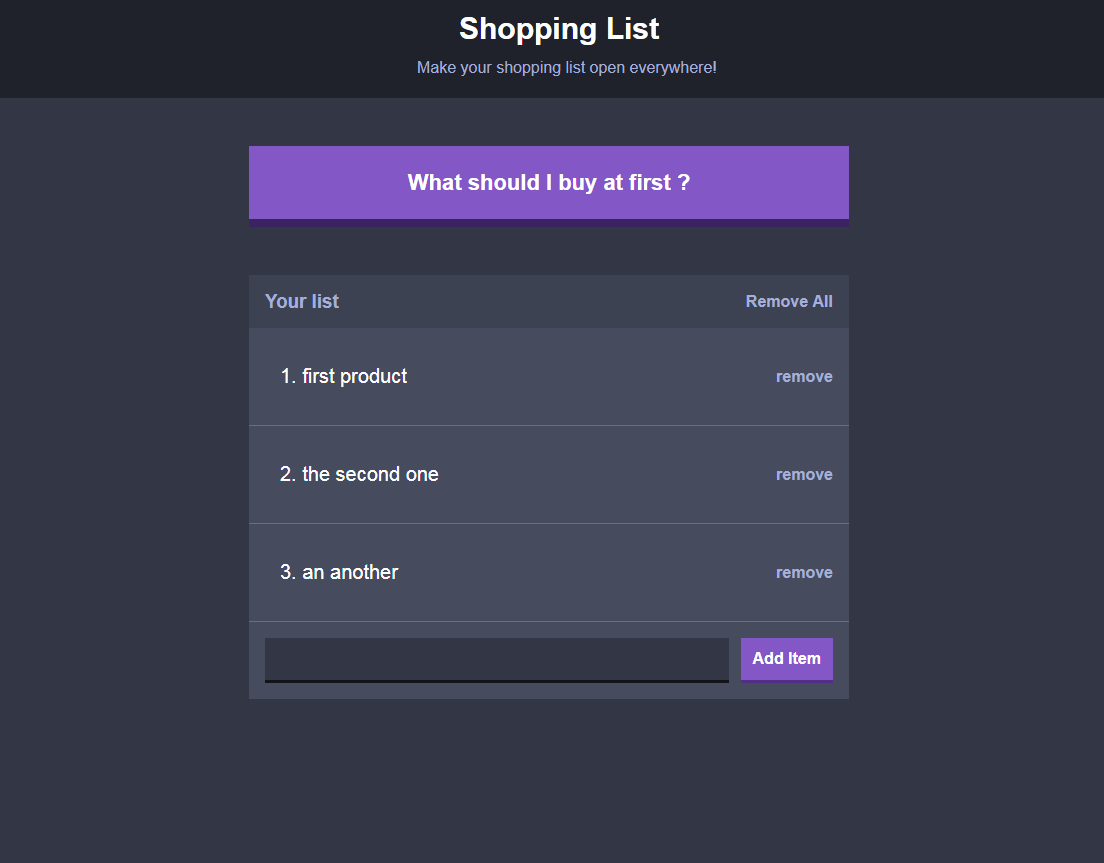 Shopping List
Make your shopping list open everywhere!
What should I buy at first ?
Your list Remove All
1. first product remove
2. the second one remove
3. an another remove
Add Item